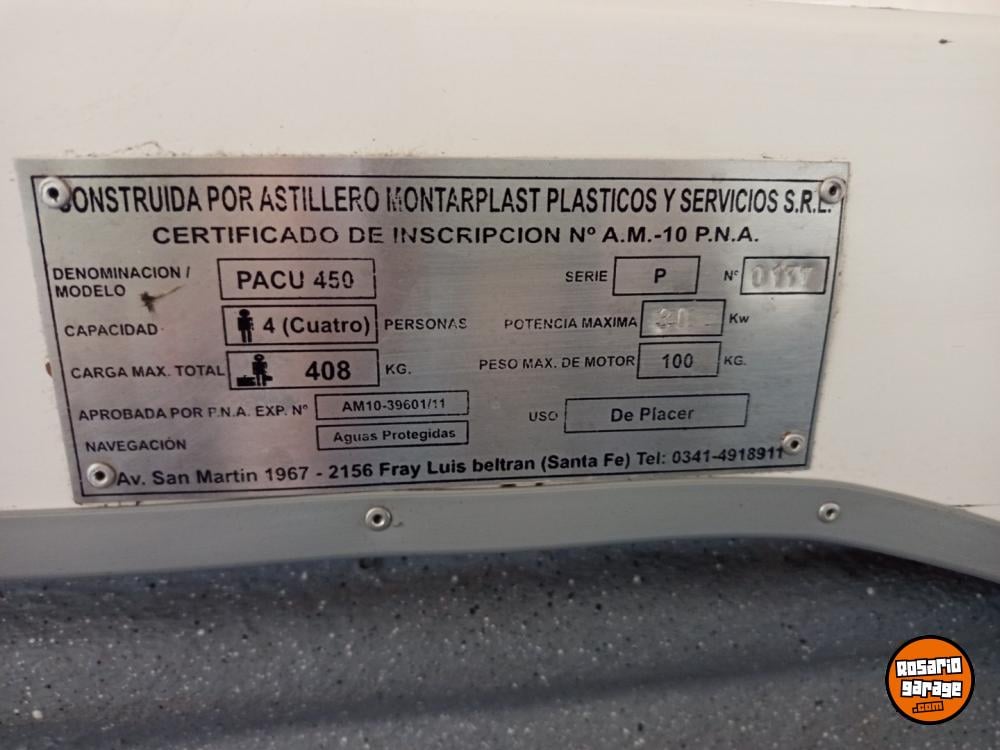 CONSTRUIDA POR ASTILLERO MONTARPLAST PLASTICOS Y SERVICIOS S.R.L.
CERTIFICADO DE INSCRIPCION Nº A.M.-10 P.N.A.
DENOMINACION / MODELO PACU 450 SERIE P Nº
CAPACIDAD 4 (Cuatro) PERSONAS POTENCIA MAXIMA Kw
CARGA MAX. TOTAL 408 KG. PESO MAX. DE MOTOR 100 KG.
APROBADA POR P.N.A. EXP. Nº AM10-39601/11 USO De Placer
NAVEGACIÓN Aguas Protegidas
Av. San Martin 1967 - 2156 Fray Luis beltran (Santa Fe) Tel: 0341-4918911
Rosario
garage
.com